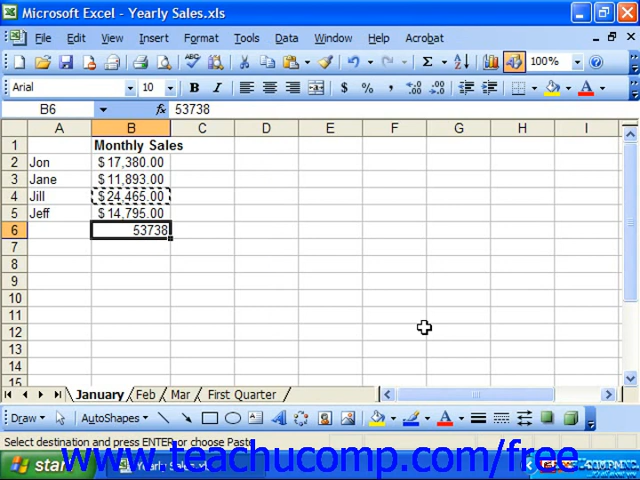 Microsoft Excel - Yearly Sales.xls
File Edit View Insert Format Tools Data Window Help Acrobat
Σ 100%
Arial 10 B I $ % , A
B6 fx 53738
A B C D E F G H I
1 Monthly Sales
2 Jon $ 17,380.00
3 Jane $ 11,893.00
4 Jill $ 24,465.00
5 Jeff $ 14,795.00
6 53738
7
8
9
10
11
12
13
14
15
January Feb Mar First Quarter
Draw AutoShapes A A
Select destination and press ENTER or choose Paste
start Yearly Sales.xls
www.teachucomp.com/free